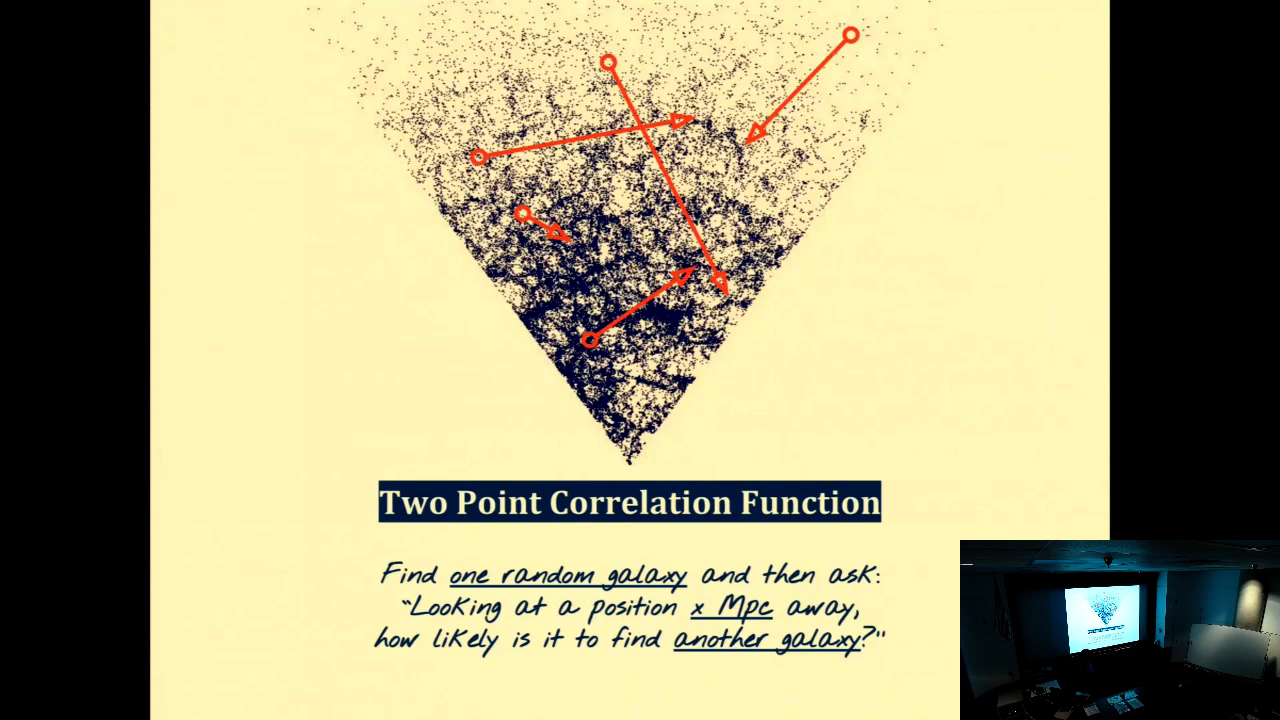 Two Point Correlation Function
Find one random galaxy and then ask:
"Looking at a position x Mpc away,
how likely is it to find another galaxy?"